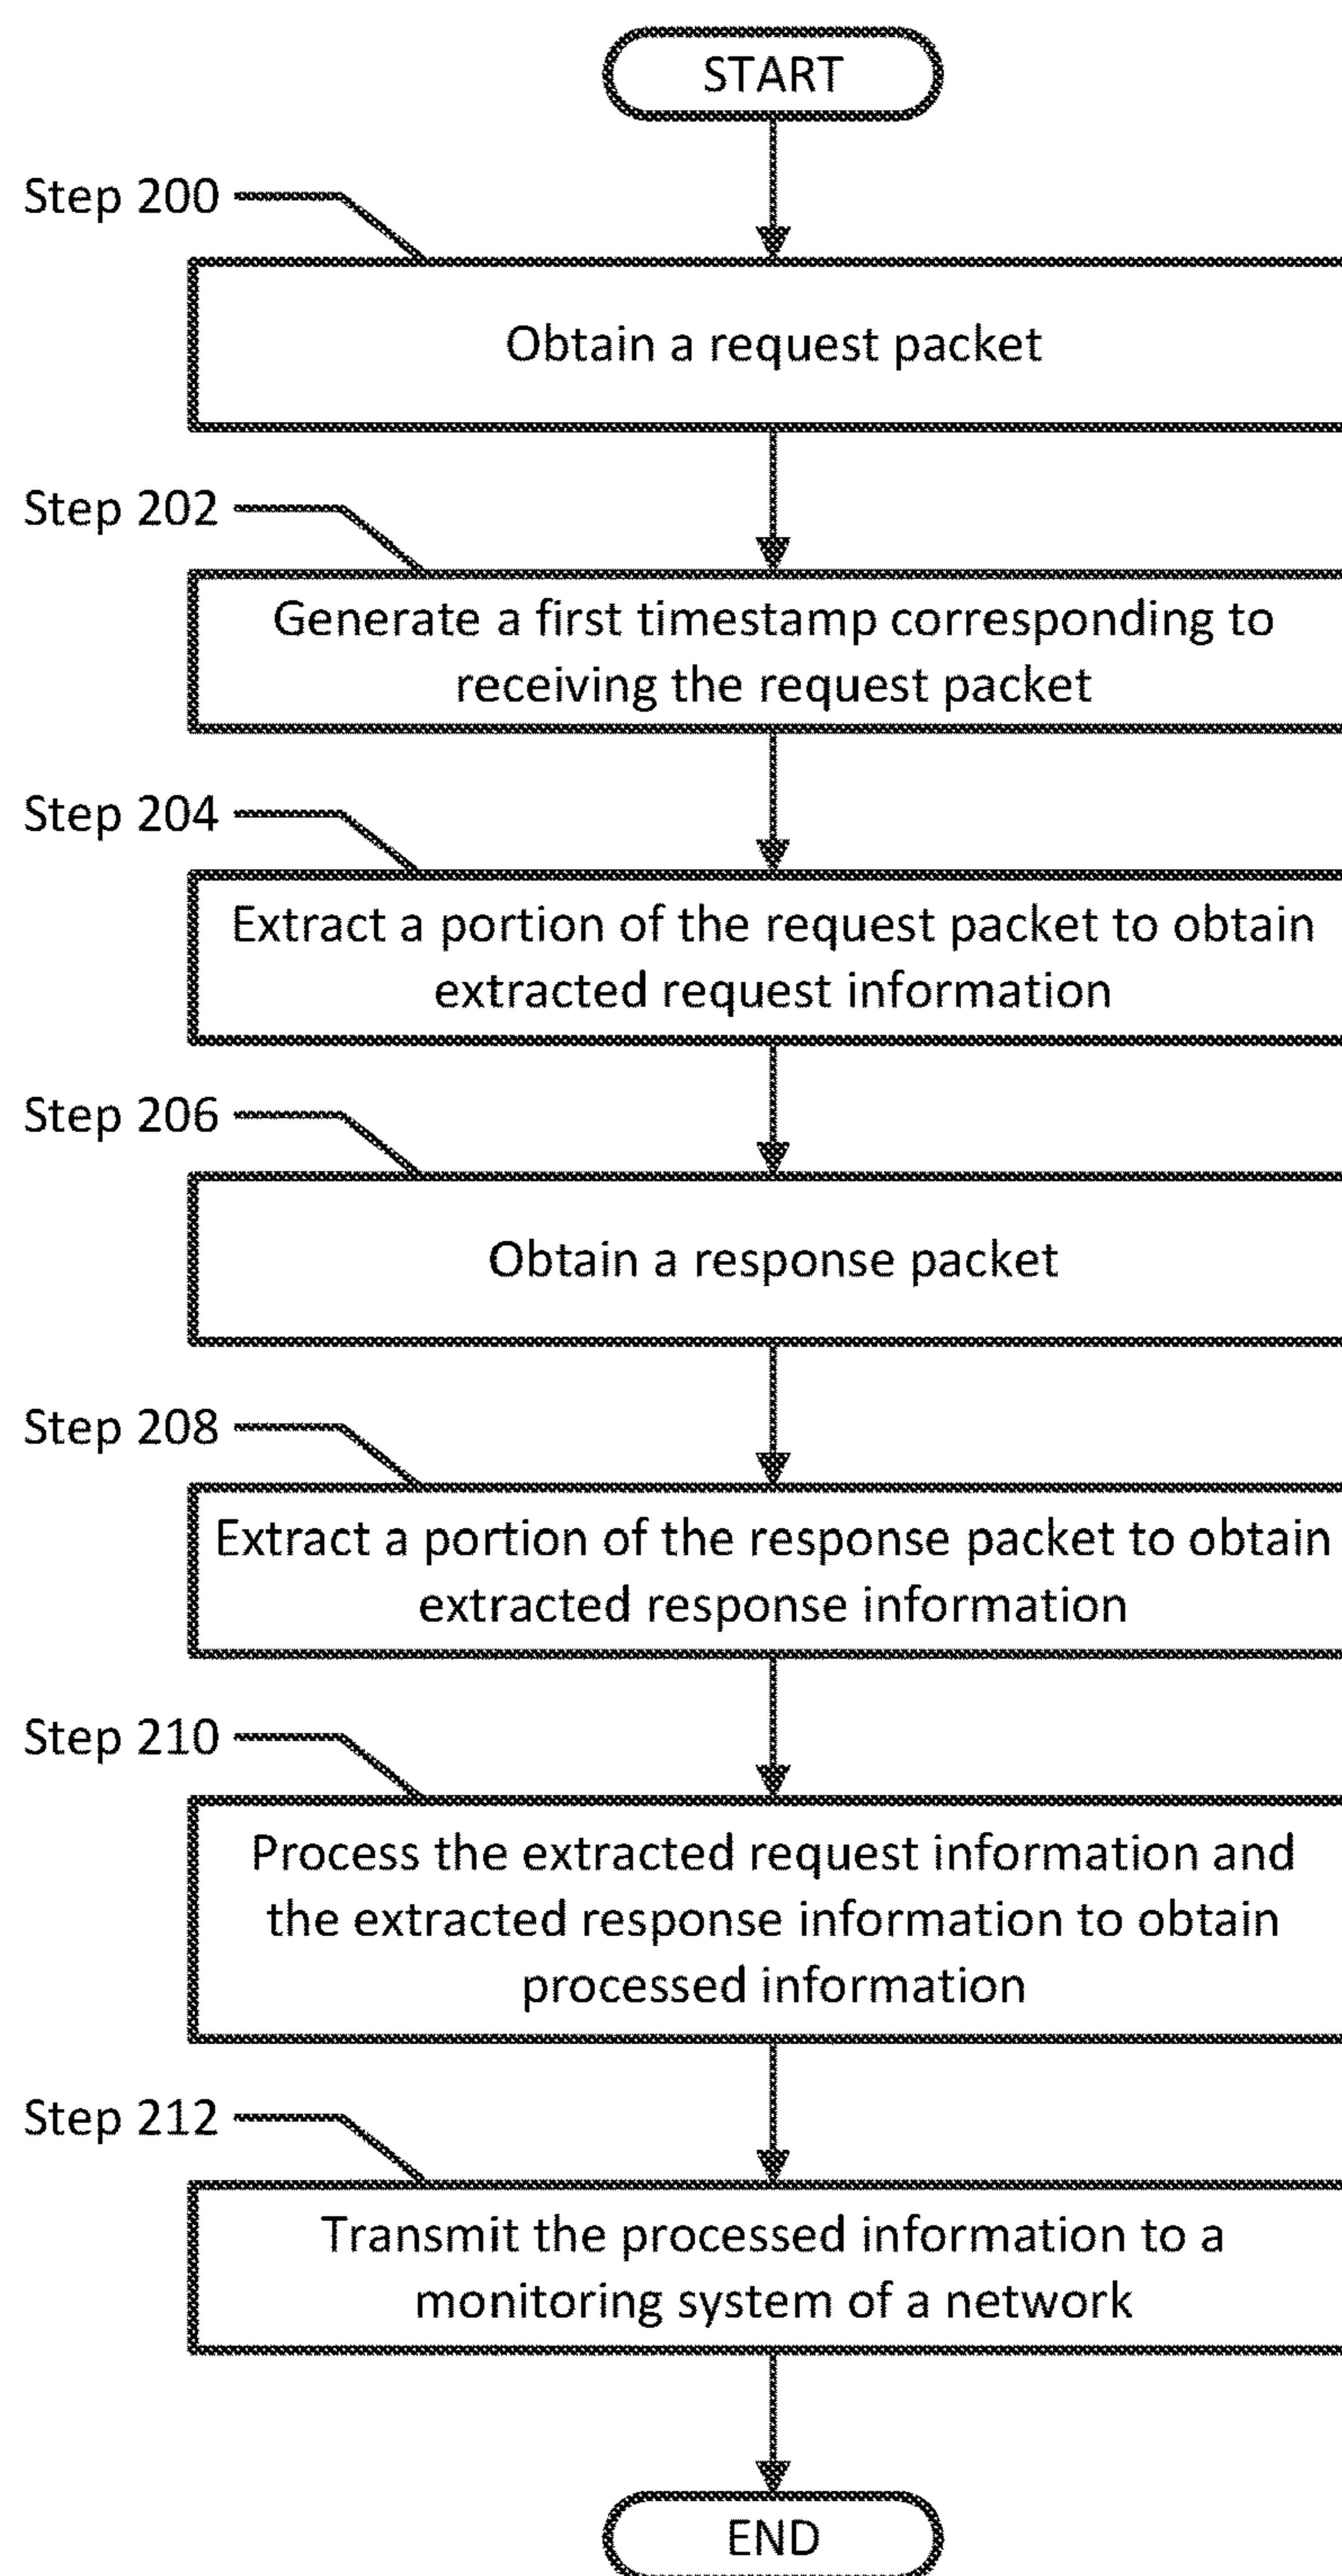 START
Step 200
Obtain a request packet
Step 202
Generate a first timestamp corresponding to
receiving the request packet
Step 204
Extract a portion of the request packet to obtain
extracted request information
Step 206
Obtain a response packet
Step 208
Extract a portion of the response packet to obtain
extracted response information
Step 210
Process the extracted request information and
the extracted response information to obtain
processed information
Step 212
Transmit the processed information to a
monitoring system of a network
END